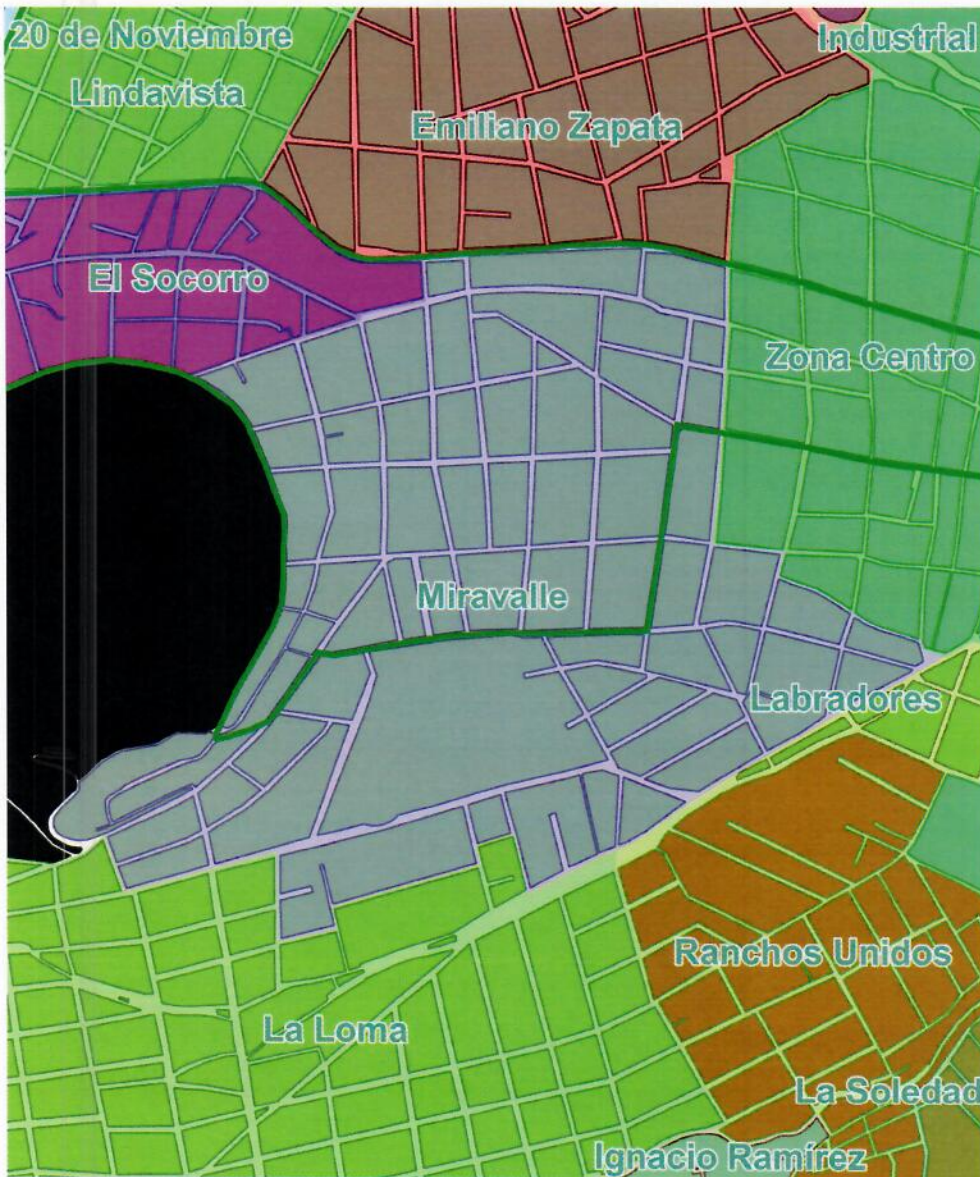 20 de Noviembre
Industrial
Lindavista
Emiliano Zapata
El Socorro
Zona Centro
Miravalle
Labradores
Ranchos Unidos
La Loma
La Soledad
Ignacio Ramírez